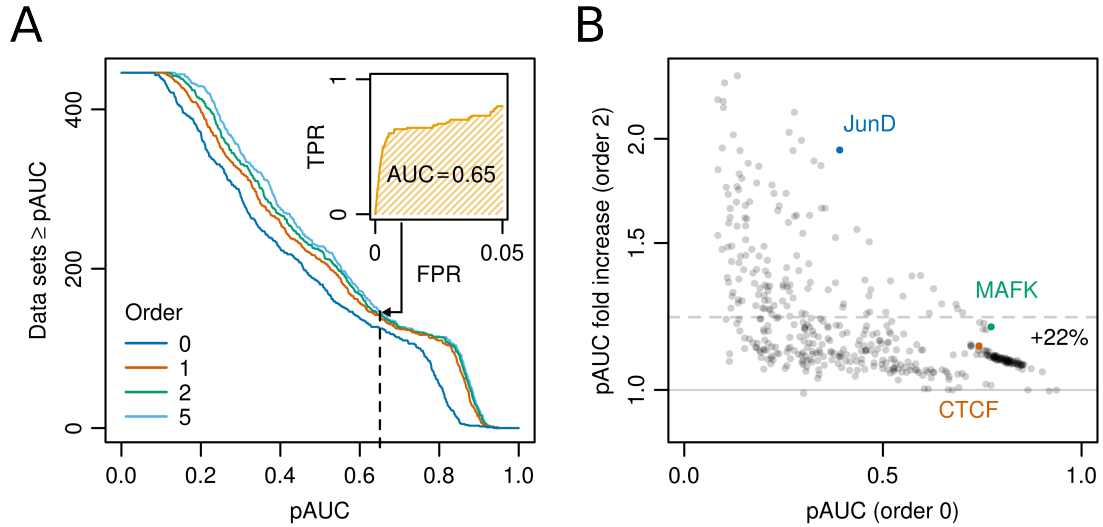 A
Data sets ≥ pAUC
400
200
0
0.0 0.2 0.4 0.6 0.8 1.0
pAUC
Order
0
1
2
5
TPR
1
0
AUC=0.65
0 0.05
FPR
B
pAUC fold increase (order 2)
2.0
1.5
1.0
JunD
MAFK
+22%
CTCF
0.0 0.5 1.0
pAUC (order 0)